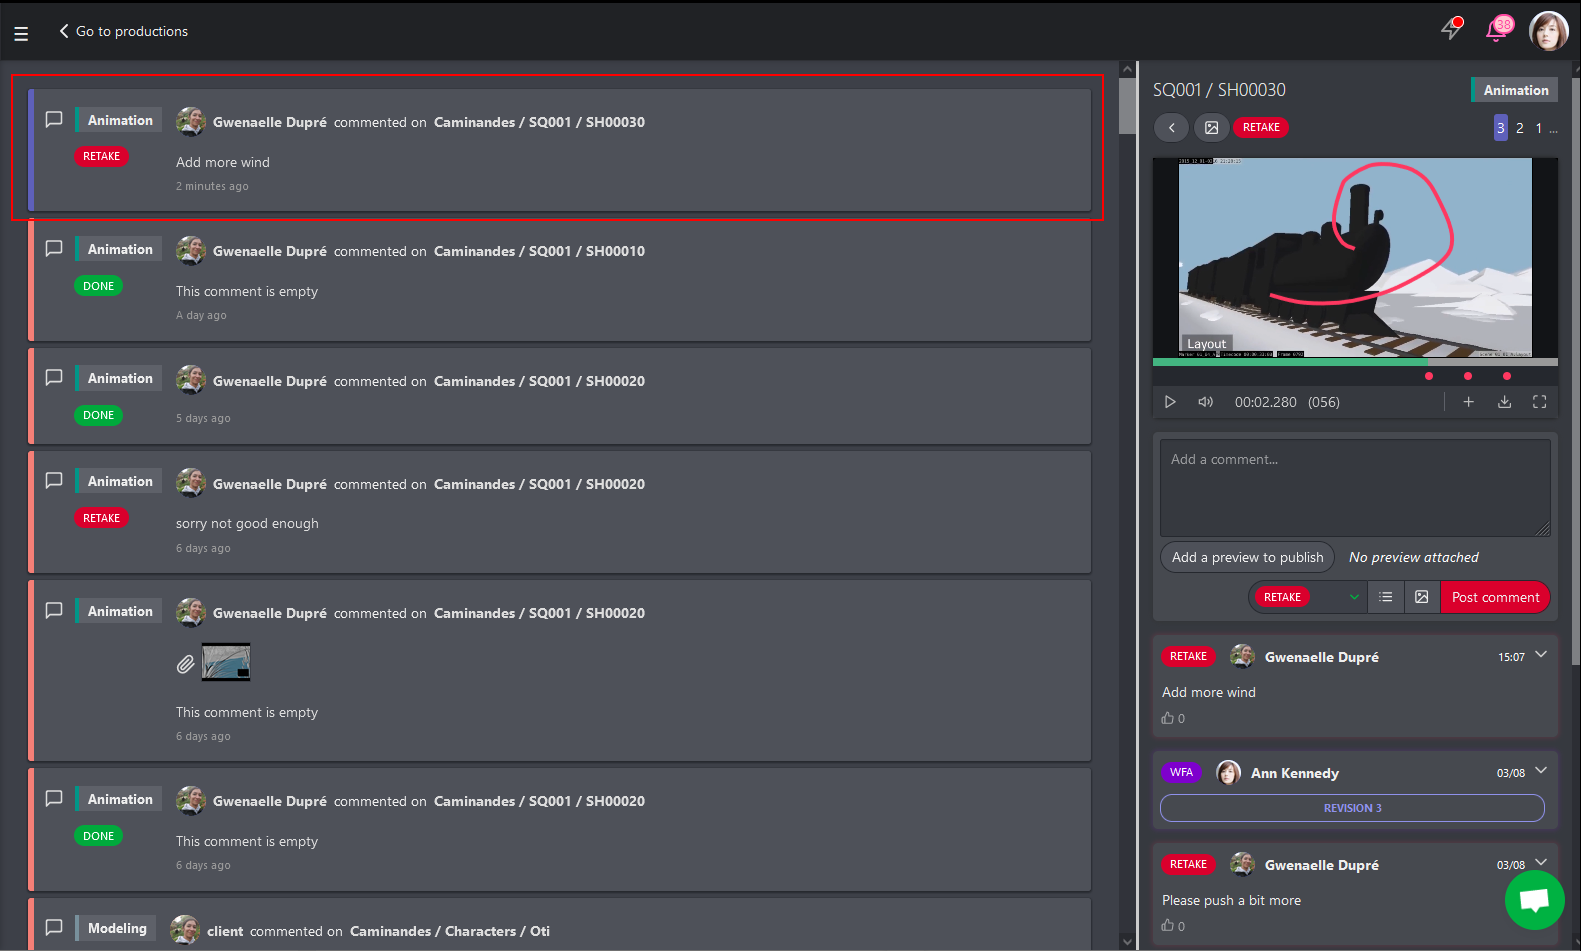 Go to productions
38
Animation
Gwenaelle Dupré commented on Caminandes / SQ001 / SH00030
RETAKE
Add more wind
2 minutes ago
Animation
Gwenaelle Dupré commented on Caminandes / SQ001 / SH00010
DONE
This comment is empty
A day ago
Animation
Gwenaelle Dupré commented on Caminandes / SQ001 / SH00020
DONE
5 days ago
Animation
Gwenaelle Dupré commented on Caminandes / SQ001 / SH00020
RETAKE
sorry not good enough
6 days ago
Animation
Gwenaelle Dupré commented on Caminandes / SQ001 / SH00020
This comment is empty
6 days ago
Animation
Gwenaelle Dupré commented on Caminandes / SQ001 / SH00020
DONE
This comment is empty
6 days ago
Modeling
client commented on Caminandes / Characters / Oti
SQ001 / SH00030
Animation
RETAKE
3 2 1 ...
Layout
00:02.280 (056)
Add a comment...
Add a preview to publish
No preview attached
RETAKE
Post comment
RETAKE Gwenaelle Dupré 15:07
Add more wind
0
WFA Ann Kennedy 03/08
REVISION 3
RETAKE Gwenaelle Dupré 03/08
Please push a bit more
0